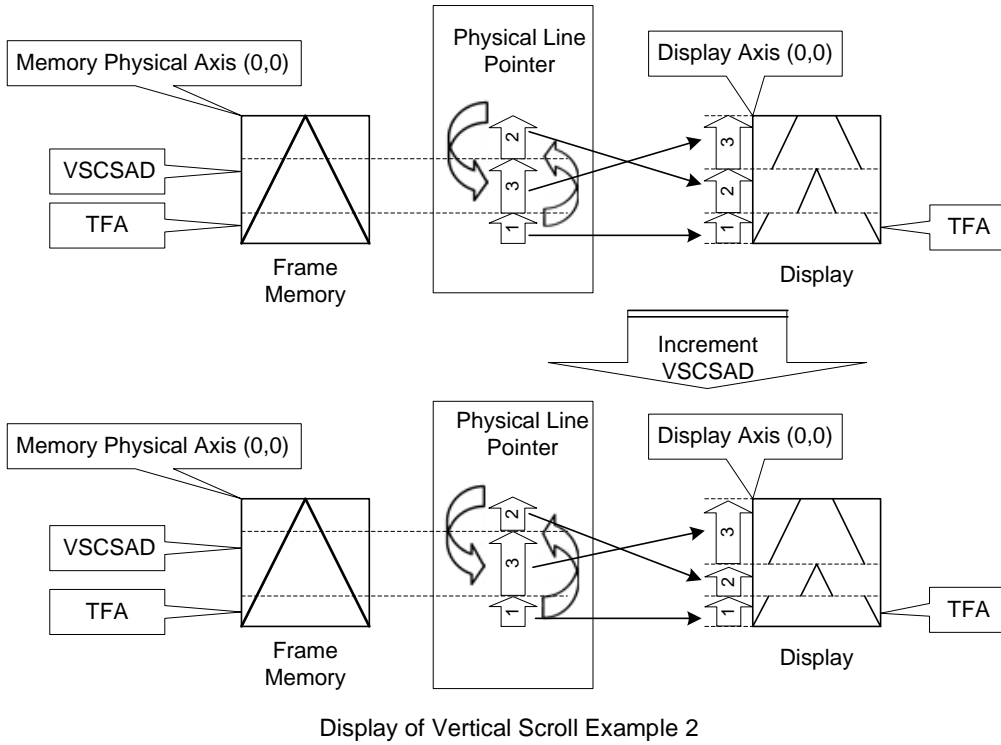 Physical Line
Pointer
Memory Physical Axis (0,0)
Display Axis (0,0)
VSCSAD
TFA
2
3
1
3
2
1
TFA
Frame
Memory
Display
Increment
VSCSAD
Physical Line
Pointer
Memory Physical Axis (0,0)
Display Axis (0,0)
VSCSAD
TFA
2
3
1
3
2
1
TFA
Frame
Memory
Display
Display of Vertical Scroll Example 2